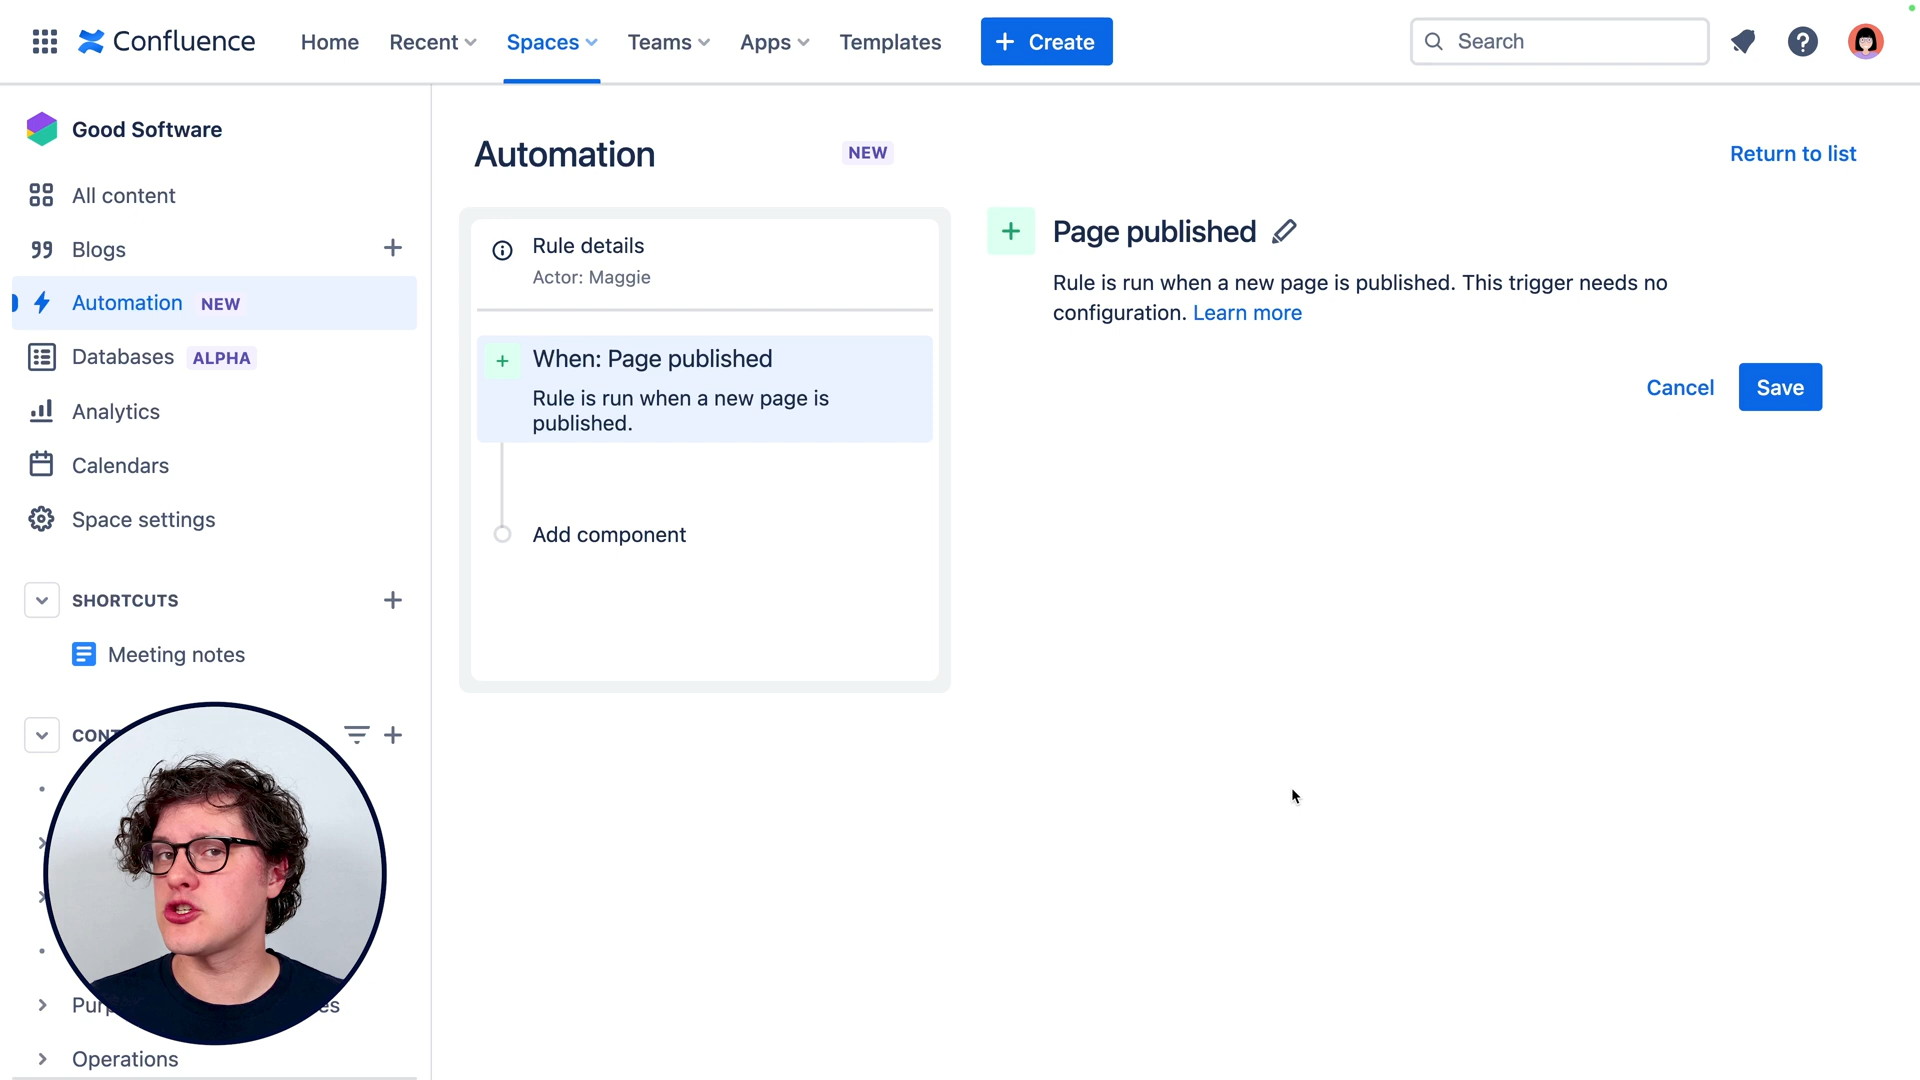 Confluence
Home
Recent
Spaces
Teams
Apps
Templates
+ Create
Search
Good Software
All content
Blogs
Automation NEW
Databases ALPHA
Analytics
Calendars
Space settings
SHORTCUTS
Meeting notes
Operations
Automation
NEW
Return to list
Rule details
Actor: Maggie
When: Page published
Rule is run when a new page is
published.
Add component
Page published
Rule is run when a new page is published. This trigger needs no
configuration. Learn more
Cancel
Save